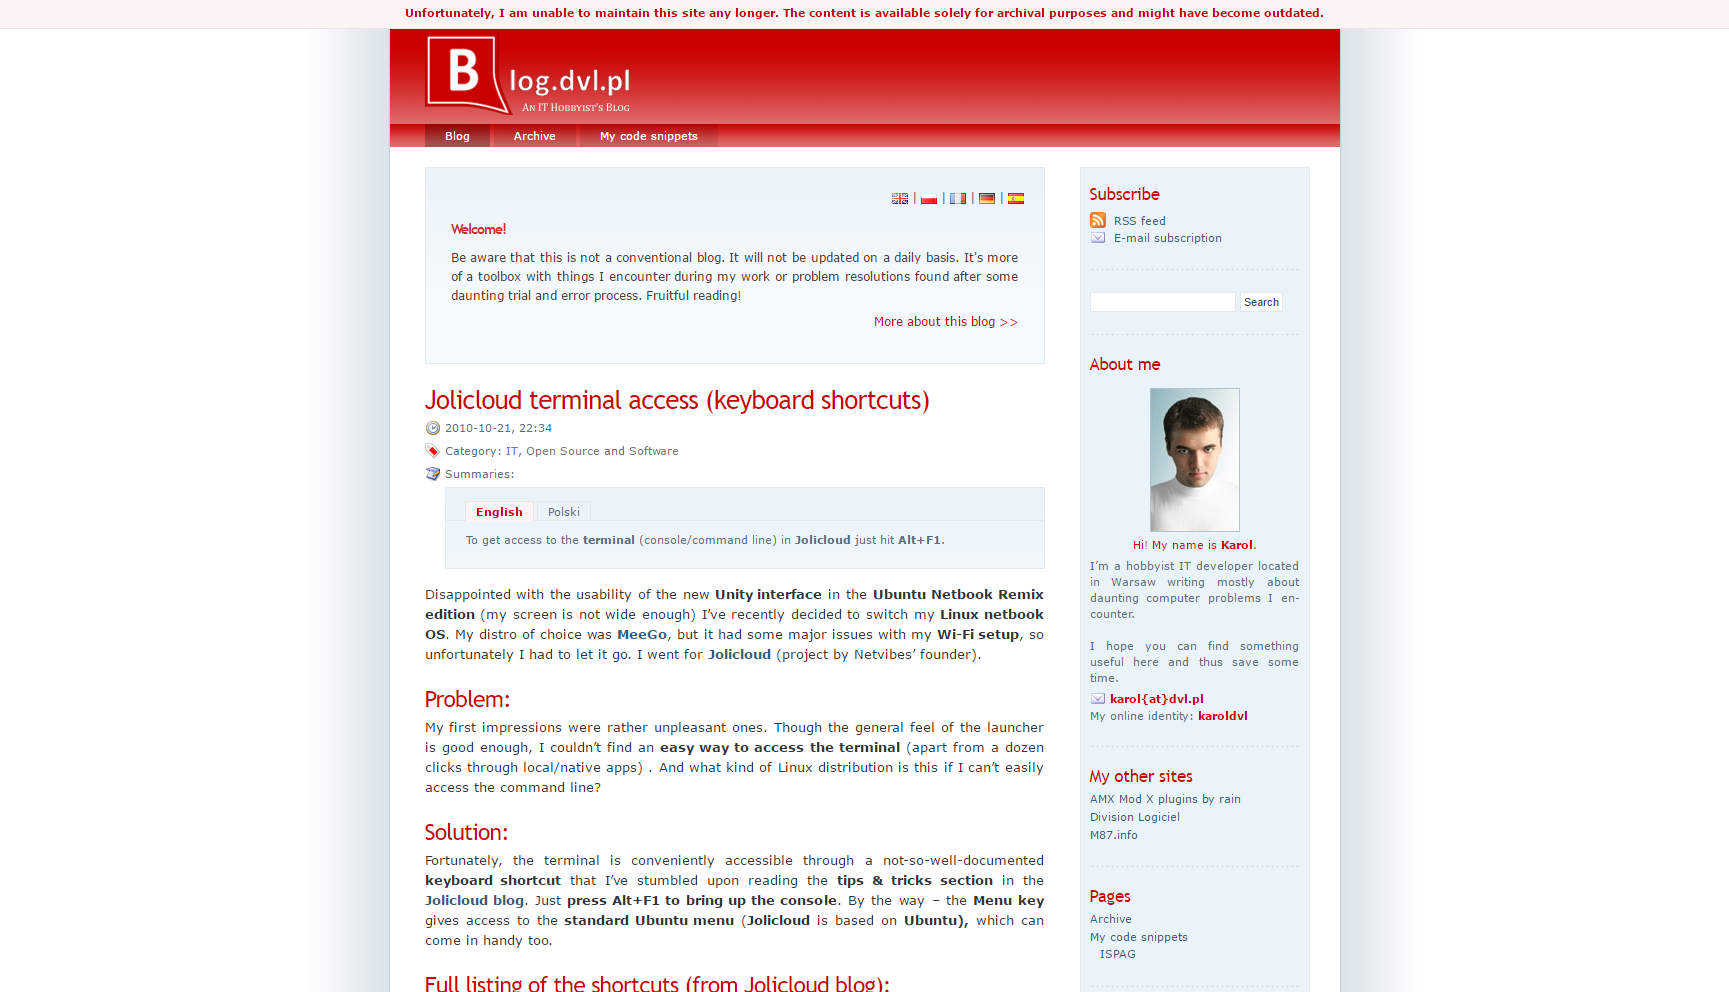 Unfortunately, I am unable to maintain this site any longer. The content is available solely for archival purposes and might have become outdated.
Blog.dvl.pl
An IT Hobbyist's Blog
Blog
Archive
My code snippets
| | | |
Welcome!
Be aware that this is not a conventional blog. It will not be updated on a daily basis. It's more
of a toolbox with things I encounter during my work or problem resolutions found after some
daunting trial and error process. Fruitful reading!
More about this blog >>
Jolicloud terminal access (keyboard shortcuts)
2010-10-21, 22:34
Category: IT, Open Source and Software
Summaries:
English
Polski
To get access to the terminal (console/command line) in Jolicloud just hit Alt+F1.
Disappointed with the usability of the new Unity interface in the Ubuntu Netbook Remix
edition (my screen is not wide enough) I’ve recently decided to switch my Linux netbook
OS. My distro of choice was MeeGo, but it had some major issues with my Wi-Fi setup, so
unfortunately I had to let it go. I went for Jolicloud (project by Netvibes’ founder).
Problem:
My first impressions were rather unpleasant ones. Though the general feel of the launcher
is good enough, I couldn’t find an easy way to access the terminal (apart from a dozen
clicks through local/native apps) . And what kind of Linux distribution is this if I can’t easily
access the command line?
Solution:
Fortunately, the terminal is conveniently accessible through a not-so-well-documented
keyboard shortcut that I’ve stumbled upon reading the tips & tricks section in the
Jolicloud blog. Just press Alt+F1 to bring up the console. By the way – the Menu key
gives access to the standard Ubuntu menu (Jolicloud is based on Ubuntu), which can
come in handy too.
Full listing of the shortcuts (from Jolicloud blog):
Subscribe
RSS feed
E-mail subscription
Search
About me
Hi! My name is Karol.
I’m a hobbyist IT developer located
in Warsaw writing mostly about
daunting computer problems I en-
counter.
I hope you can find something
useful here and thus save some
time.
karol{at}dvl.pl
My online identity: karoldvl
My other sites
AMX Mod X plugins by rain
Division Logiciel
M87.info
Pages
Archive
My code snippets
ISPAG